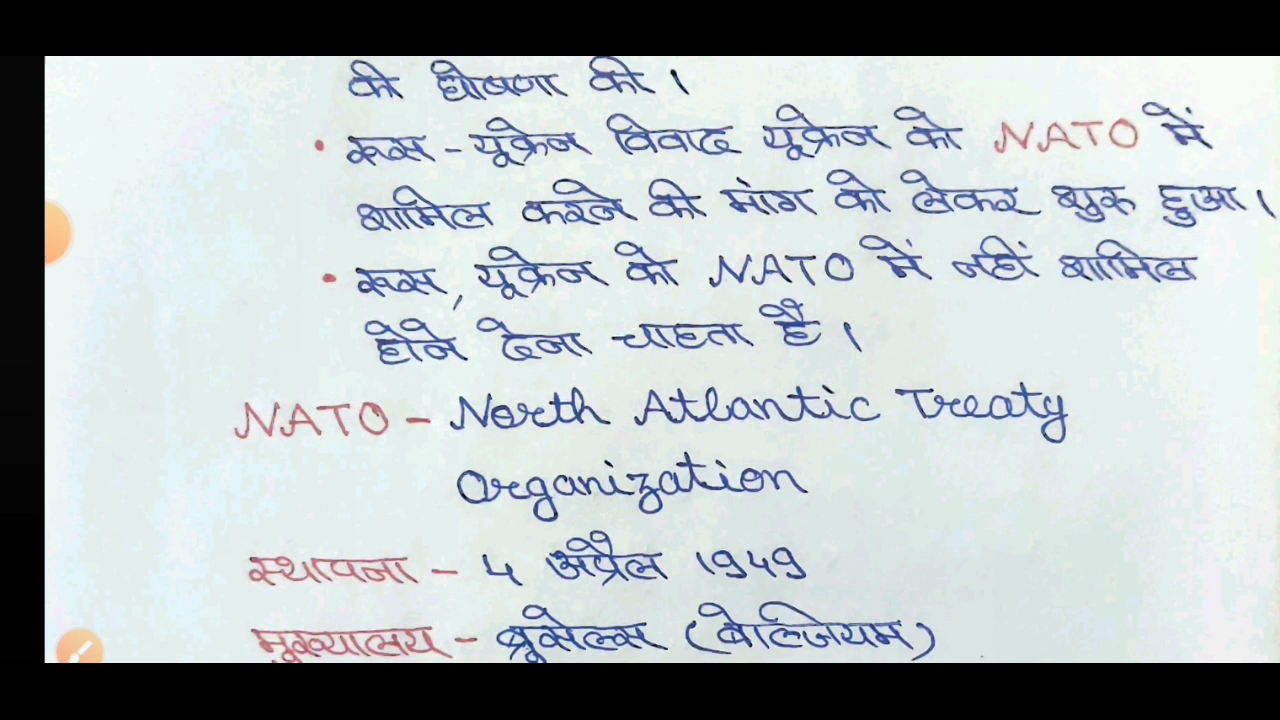 की घोषणा की।
• रूस - यूक्रेन विवाद यूक्रेन को NATO में
शामिल करने की मांग को लेकर शुरू हुआ।
• रूस, यूक्रेन को NATO में नहीं शामिल
होने देना चाहता है।
NATO - North Atlantic Treaty
Organization
स्थापना - 4 अप्रैल 1949
मुख्यालय - ब्रुसेल्स (बेल्जियम)